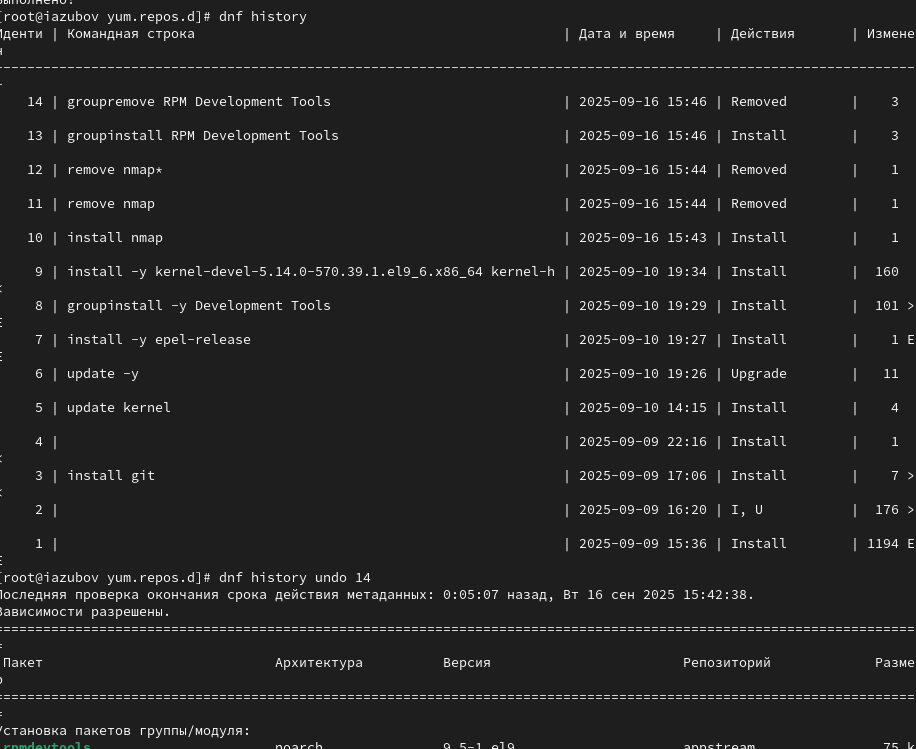 [root@iazubov yum.repos.d]# dnf history
Иденти | Командная строка | Дата и время | Действия | Измене
н
14 | groupremove RPM Development Tools | 2025-09-16 15:46 | Removed | 3
13 | groupinstall RPM Development Tools | 2025-09-16 15:46 | Install | 3
12 | remove nmap* | 2025-09-16 15:44 | Removed | 1
11 | remove nmap | 2025-09-16 15:44 | Removed | 1
10 | install nmap | 2025-09-16 15:43 | Install | 1
9 | install -y kernel-devel-5.14.0-570.39.1.el9_6.x86_64 kernel-h | 2025-09-10 19:34 | Install | 160
<
8 | groupinstall -y Development Tools | 2025-09-10 19:29 | Install | 101 >
E
7 | install -y epel-release | 2025-09-10 19:27 | Install | 1 E
E
6 | update -y | 2025-09-10 19:26 | Upgrade | 11
5 | update kernel | 2025-09-10 14:15 | Install | 4
4 | | 2025-09-09 22:16 | Install | 1
<
3 | install git | 2025-09-09 17:06 | Install | 7 >
<
2 | | 2025-09-09 16:20 | I, U | 176 >
1 | | 2025-09-09 15:36 | Install | 1194 E
E
[root@iazubov yum.repos.d]# dnf history undo 14
Последняя проверка окончания срока действия метаданных: 0:05:07 назад, Вт 16 сен 2025 15:42:38.
Зависимости разрешены.
Пакет Архитектура Версия Репозиторий Разме
р
Установка пакетов группы/модуля:
rpmdevtools noarch 9.5-1.el9 appstream 75 k